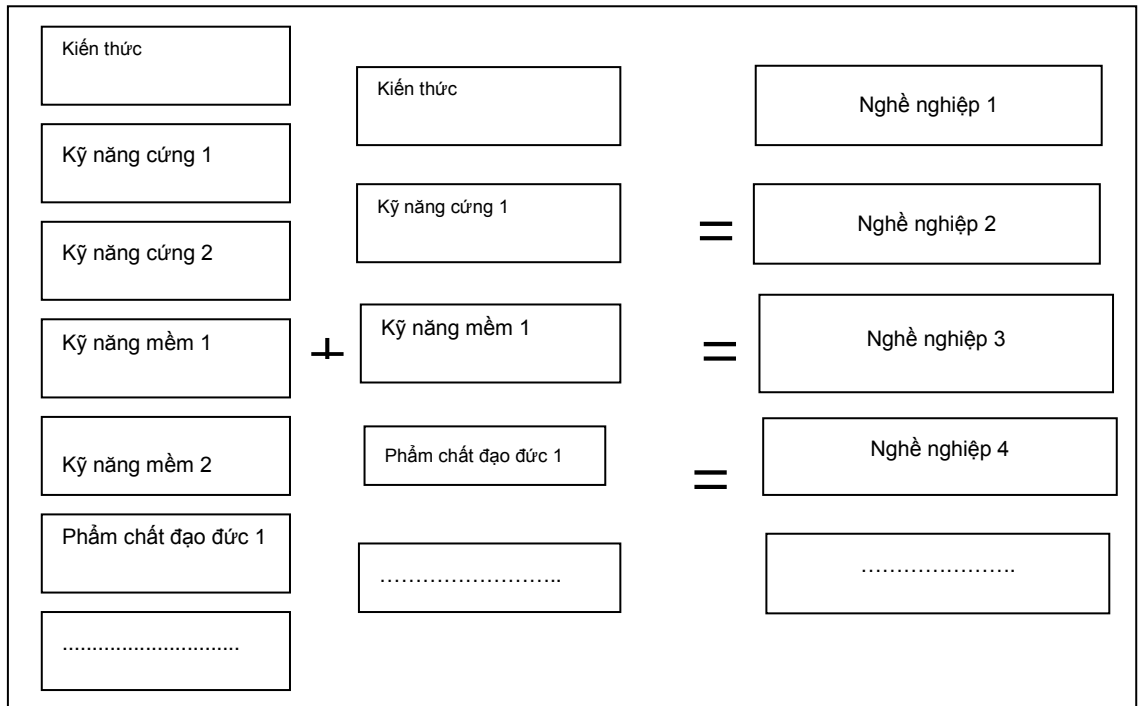 Kiến thức
Kỹ năng cứng 1
Kỹ năng cứng 2
Kỹ năng mềm 1
Kỹ năng mềm 2
Phẩm chất đạo đức 1
..............................
+
Kiến thức
Kỹ năng cứng 1
Kỹ năng mềm 1
Phẩm chất đạo đức 1
……………………..
=
=
=
Nghề nghiệp 1
Nghề nghiệp 2
Nghề nghiệp 3
Nghề nghiệp 4
………………….